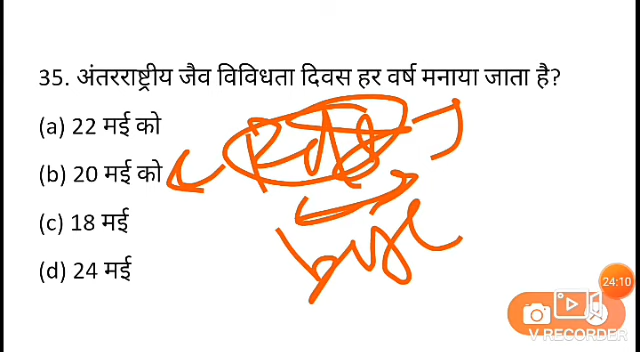 35. अंतरराष्ट्रीय जैव विविधता दिवस हर वर्ष मनाया जाता है?
(a) 22 मई को
(b) 20 मई को
(c) 18 मई
(d) 24 मई
24:10
V RECORDER